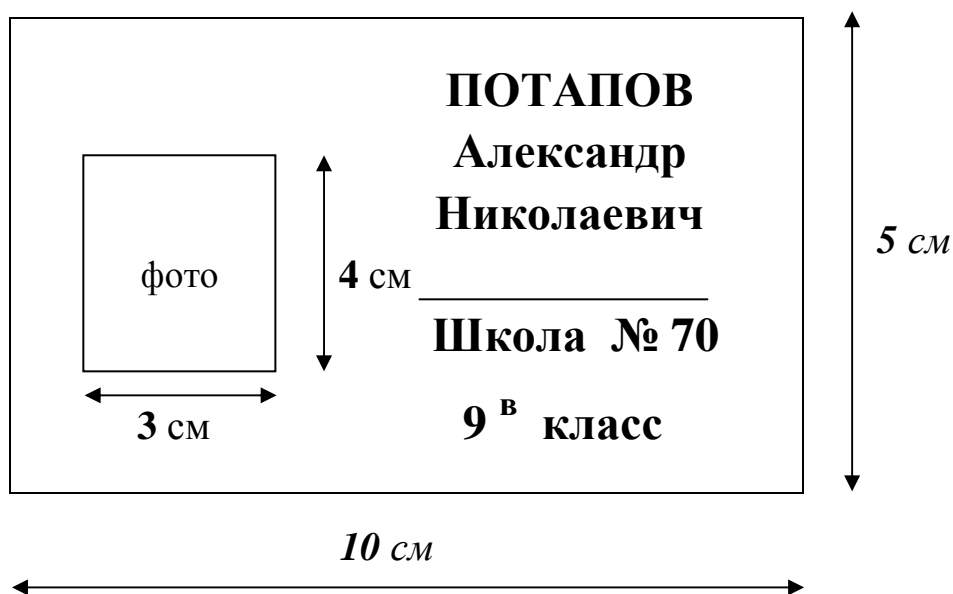 ПОТАПОВ
Александр
Николаевич
фото
4 см
3 см
Школа № 70
9 в класс
5 см
10 см